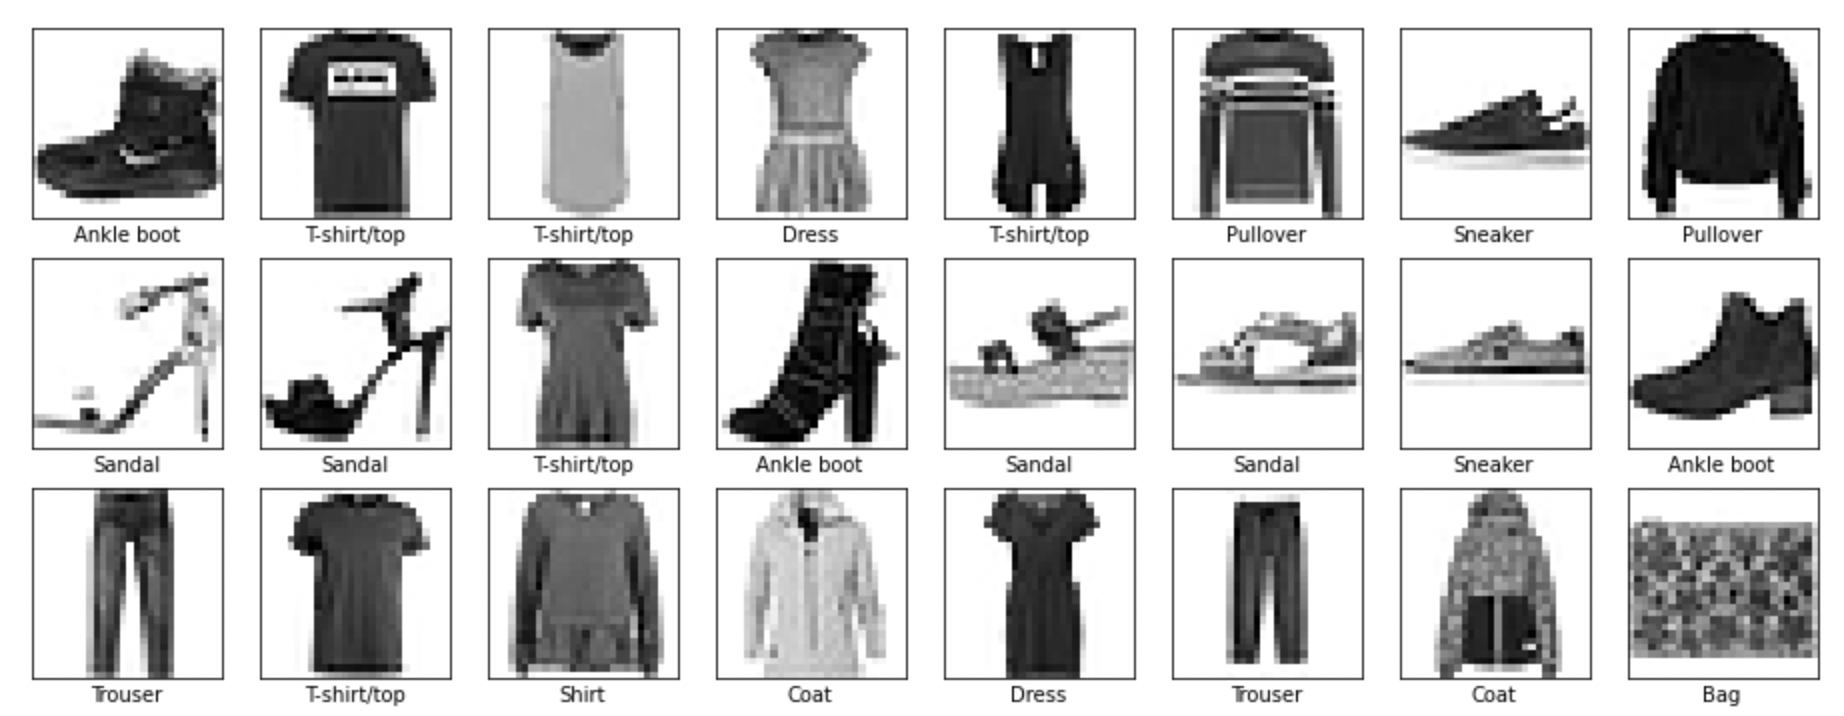 Ankle boot T-shirt/top T-shirt/top Dress T-shirt/top Pullover Sneaker Pullover
Sandal Sandal T-shirt/top Ankle boot Sandal Sandal Sneaker Ankle boot
Trouser T-shirt/top Shirt Coat Dress Trouser Coat Bag